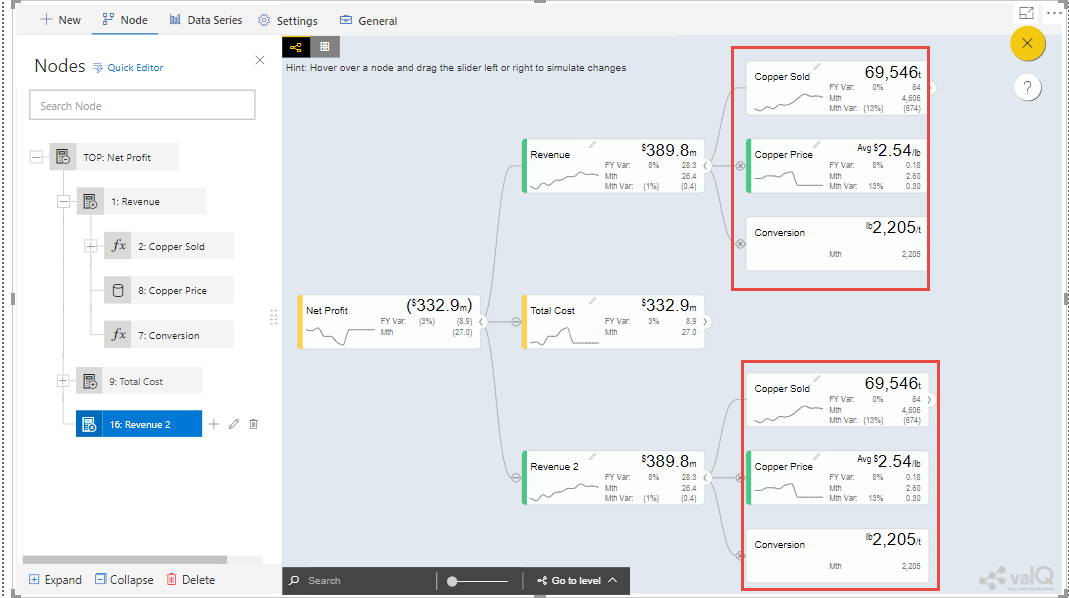 New
Node
Data Series
Settings
General
Nodes
Quick Editor
Search Node
TOP: Net Profit
1: Revenue
fx
2: Copper Sold
8: Copper Price
fx
7: Conversion
9: Total Cost
16: Revenue 2
Expand
Collapse
Delete
Hint: Hover over a node and drag the slider left or right to simulate changes
Net Profit
($332.9m)
FY Var: (3%) (8.9)
Mth (27.0)
Revenue
$389.8m
FY Var: 8% 28.3
Mth 26.4
Mth Var: (1%) (0.4)
Total Cost
$332.9m
FY Var: 3% 8.9
Mth 27.0
Revenue 2
$389.8m
FY Var: 8% 28.3
Mth 26.4
Mth Var: (1%) (0.4)
Copper Sold
69,546t
FY Var: 0% 64
Mth 4,606
Mth Var: (13%) (674)
Copper Price
Avg $2.54/lb
FY Var: 8% 0.18
Mth 2.60
Mth Var: 13% 0.30
Conversion
lb2,205/t
Mth 2,205
Copper Sold
69,546t
FY Var: 0% 64
Mth 4,606
Mth Var: (13%) (674)
Copper Price
Avg $2.54/lb
FY Var: 8% 0.18
Mth 2.60
Mth Var: 13% 0.30
Conversion
lb2,205/t
Mth 2,205
?
Search
Go to level
valQ